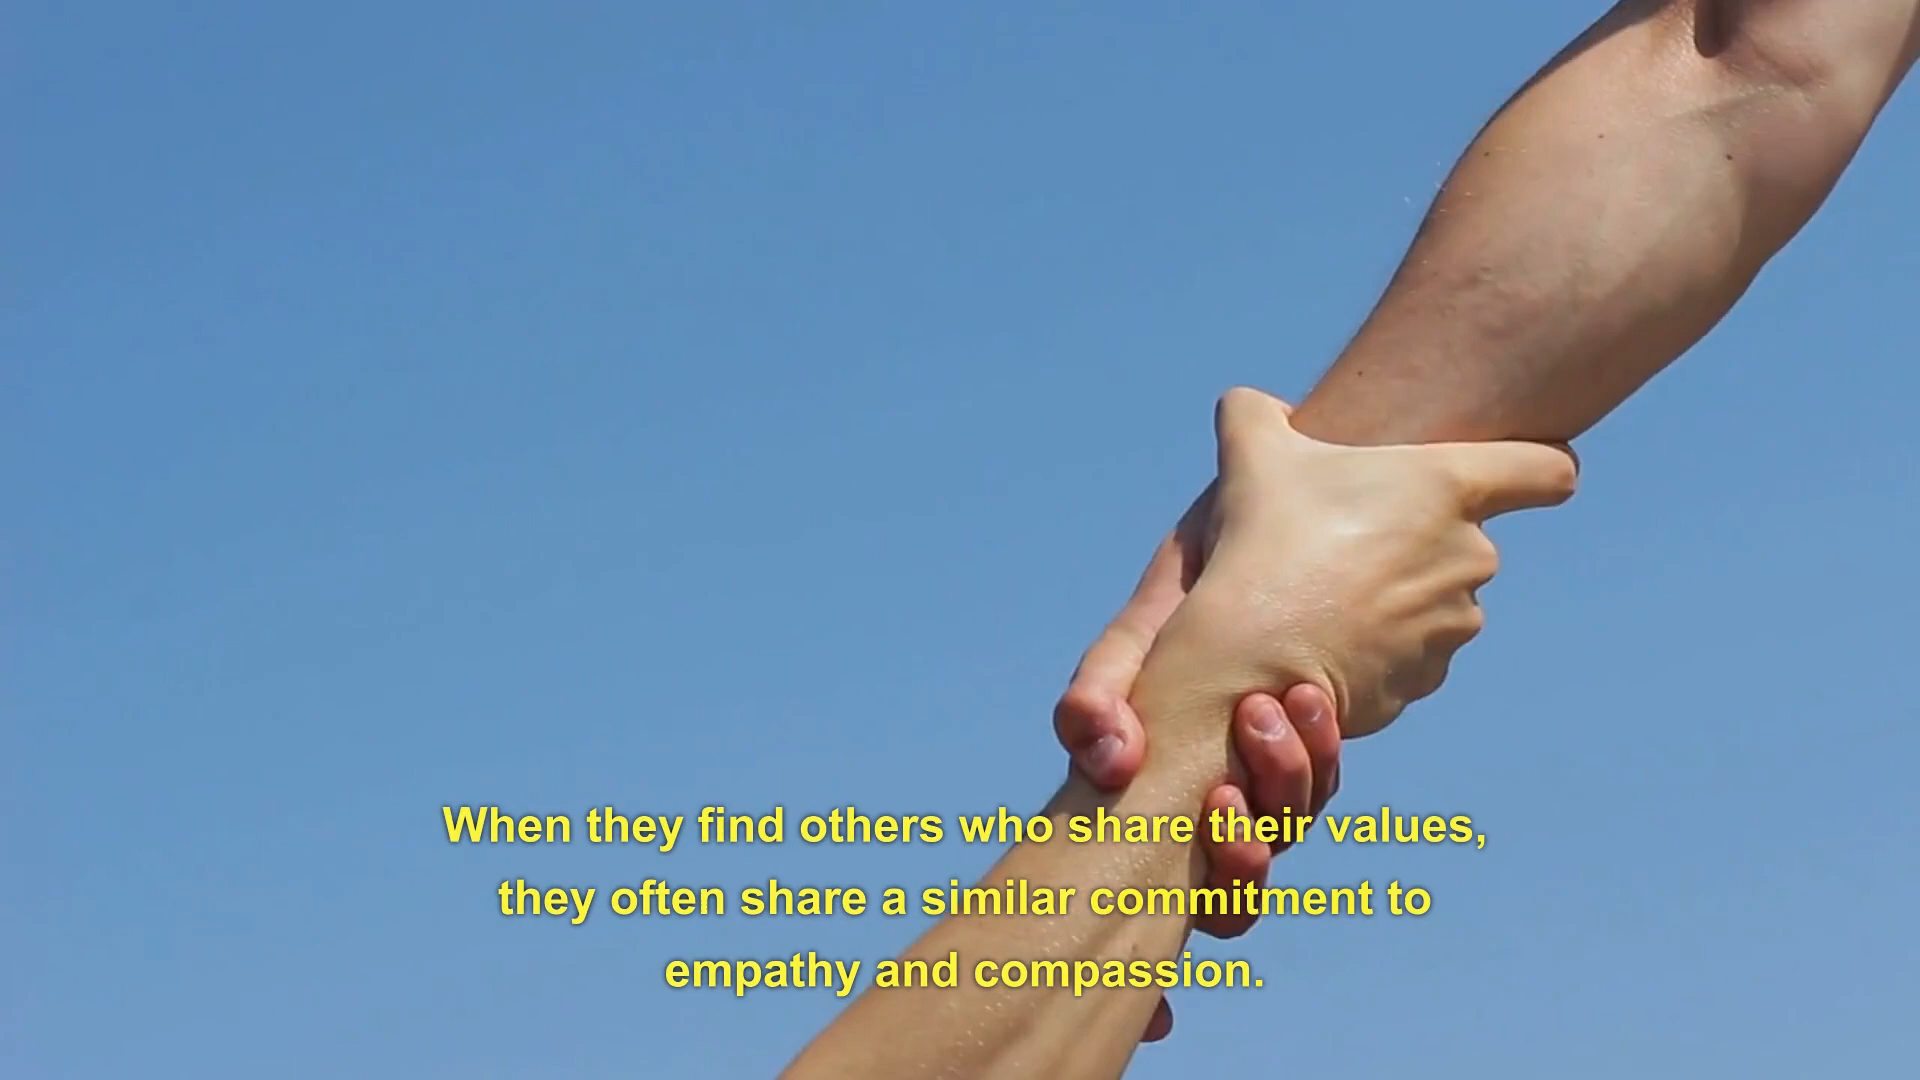 When they find others who share their values,
they often share a similar commitment to
empathy and compassion.